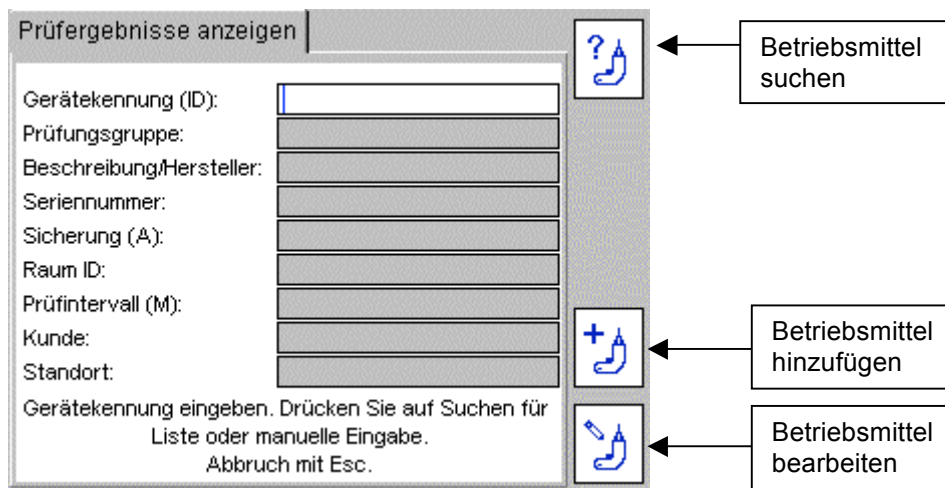 Prüfergebnisse anzeigen
?
Betriebsmittel
suchen
Gerätekennung (ID):
Prüfungsgruppe:
Beschreibung/Hersteller:
Seriennummer:
Sicherung (A):
Raum ID:
Prüfintervall (M):
Kunde:
Standort:
+
Betriebsmittel
hinzufügen
Gerätekennung eingeben. Drücken Sie auf Suchen für
Liste oder manuelle Eingabe.
Abbruch mit Esc.
Betriebsmittel
bearbeiten